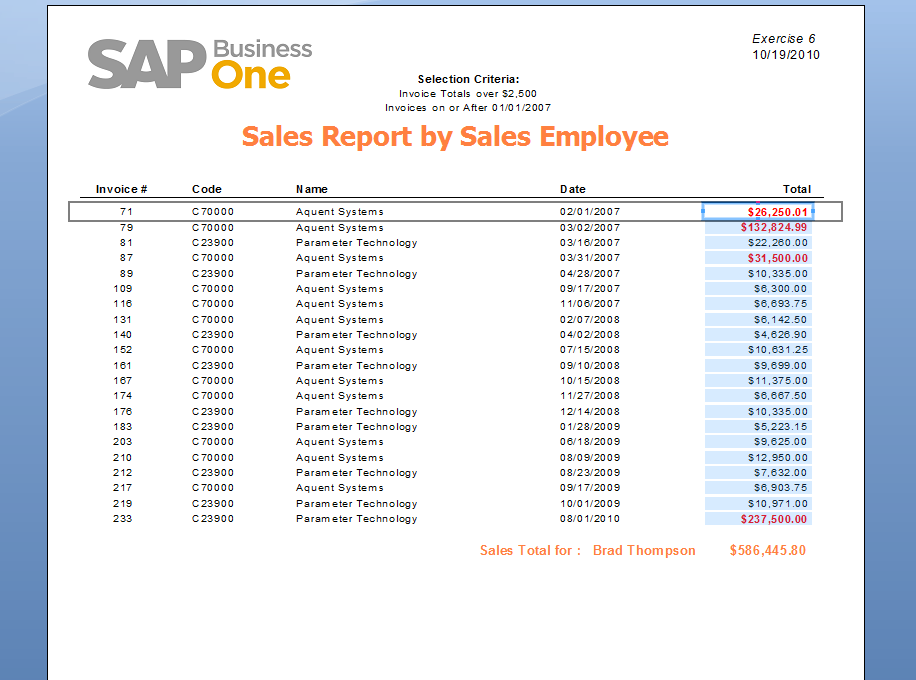 SAP Business One
Exercise 6
10/19/2010
Selection Criteria:
Invoice Totals over $2,500
Invoices on or After 01/01/2007
Sales Report by Sales Employee
Invoice # Code Name Date Total
71 C70000 Aquent Systems 02/01/2007 $26,250.01
79 C70000 Aquent Systems 03/02/2007 $132,824.99
81 C23900 Parameter Technology 03/16/2007 $22,260.00
87 C70000 Aquent Systems 03/31/2007 $31,500.00
89 C23900 Parameter Technology 04/28/2007 $10,335.00
109 C70000 Aquent Systems 09/17/2007 $6,300.00
116 C70000 Aquent Systems 11/06/2007 $6,693.75
131 C70000 Aquent Systems 02/07/2008 $6,142.50
140 C23900 Parameter Technology 04/02/2008 $4,626.90
152 C70000 Aquent Systems 07/15/2008 $10,631.25
161 C23900 Parameter Technology 09/10/2008 $9,699.00
167 C70000 Aquent Systems 10/15/2008 $11,375.00
174 C70000 Aquent Systems 11/27/2008 $6,667.50
176 C23900 Parameter Technology 12/14/2008 $10,335.00
183 C23900 Parameter Technology 01/28/2009 $5,223.15
203 C70000 Aquent Systems 06/18/2009 $9,625.00
210 C70000 Aquent Systems 08/09/2009 $12,950.00
212 C23900 Parameter Technology 08/23/2009 $7,632.00
217 C70000 Aquent Systems 09/17/2009 $6,903.75
219 C23900 Parameter Technology 10/01/2009 $10,971.00
233 C23900 Parameter Technology 08/01/2010 $237,500.00
Sales Total for : Brad Thompson $586,445.80